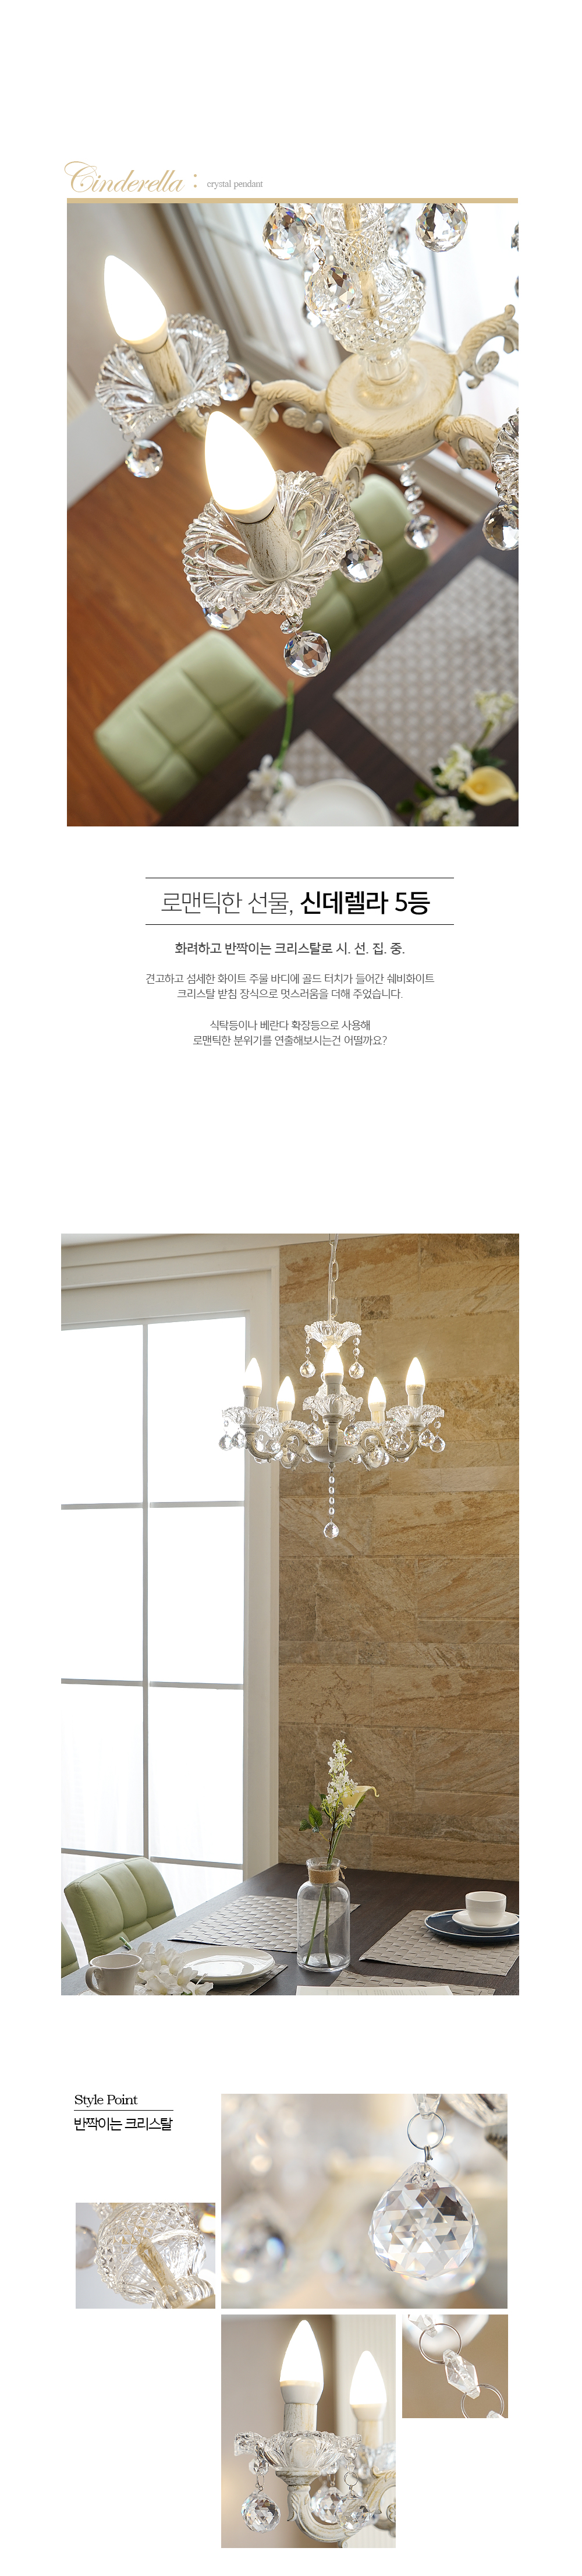 Cinderella : crystal pendant
로맨틱한 선물, 신데렐라 5등
화려하고 반짝이는 크리스탈로 시. 선. 집. 중.
견고하고 섬세한 화이트 주물 바디에 골드 터치가 들어간 쉐비화이트
크리스탈 받침 장식으로 멋스러움을 더해 주었습니다.
식탁등이나 베란다 확장등으로 사용해
로맨틱한 분위기를 연출해보시는건 어떨까요?
Style Point
반짝이는 크리스탈